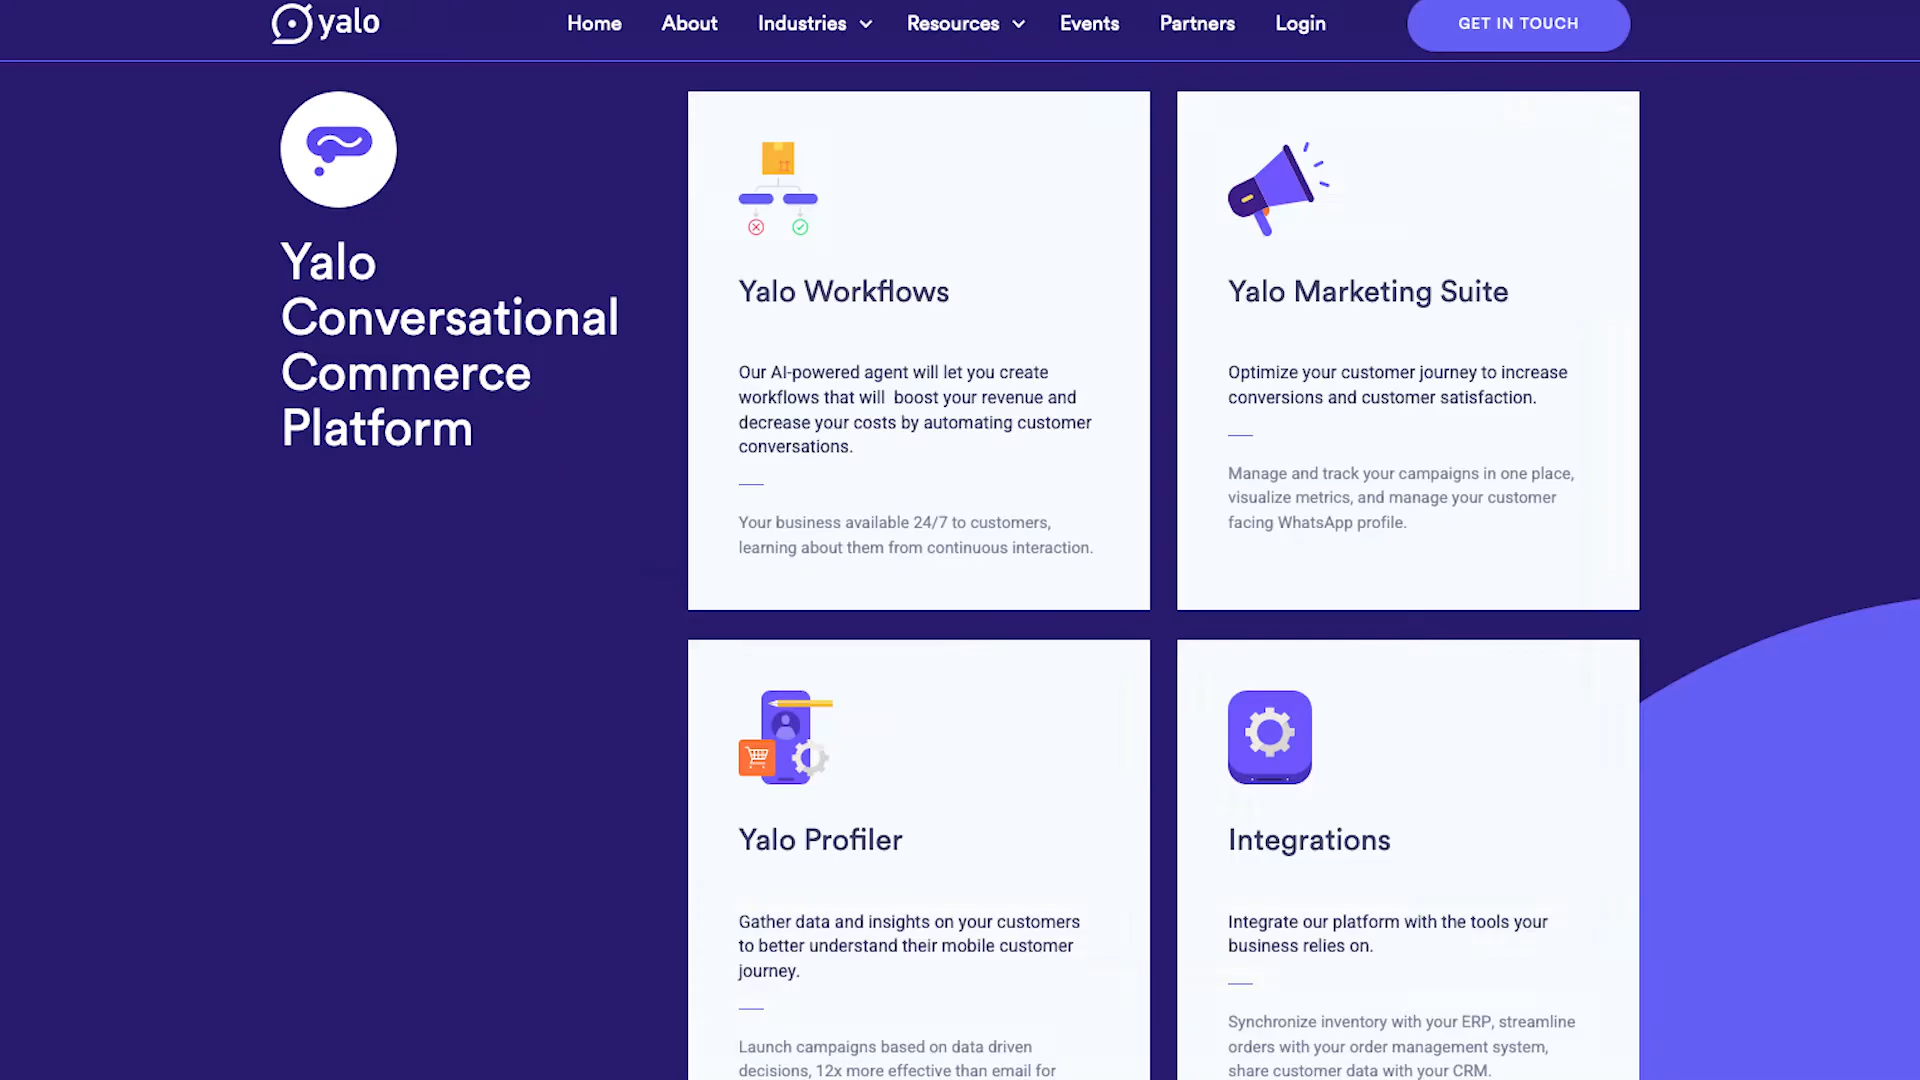 yalo
Home About Industries Resources Events Partners Login GET IN TOUCH
Yalo
Conversational
Commerce
Platform
Yalo Workflows
Our AI-powered agent will let you create
workflows that will boost your revenue and
decrease your costs by automating customer
conversations.
Your business available 24/7 to customers,
learning about them from continuous interaction.
Yalo Marketing Suite
Optimize your customer journey to increase
conversions and customer satisfaction.
Manage and track your campaigns in one place,
visualize metrics, and manage your customer
facing WhatsApp profile.
Yalo Profiler
Gather data and insights on your customers
to better understand their mobile customer
journey.
Launch campaigns based on data driven
decisions, 12x more effective than email for
Integrations
Integrate our platform with the tools your
business relies on.
Synchronize inventory with your ERP, streamline
orders with your order management system,
share customer data with your CRM.